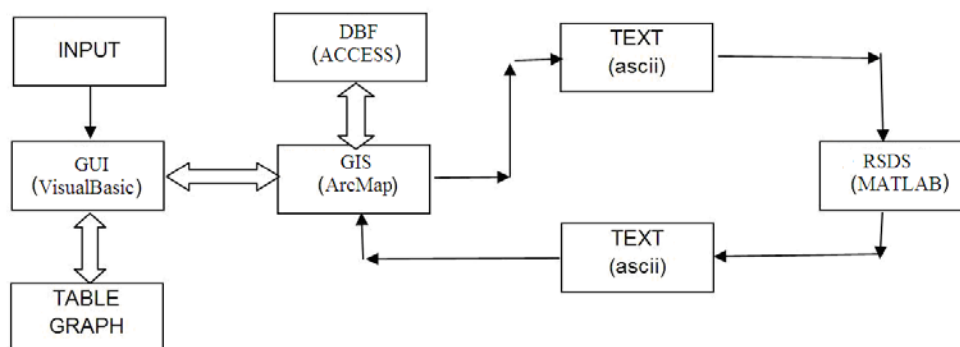 INPUT
DBF
(ACCESS)
TEXT
(ascii)
GUI
(VisualBasic)
GIS
(ArcMap)
RSDS
(MATLAB)
TEXT
(ascii)
TABLE
GRAPH